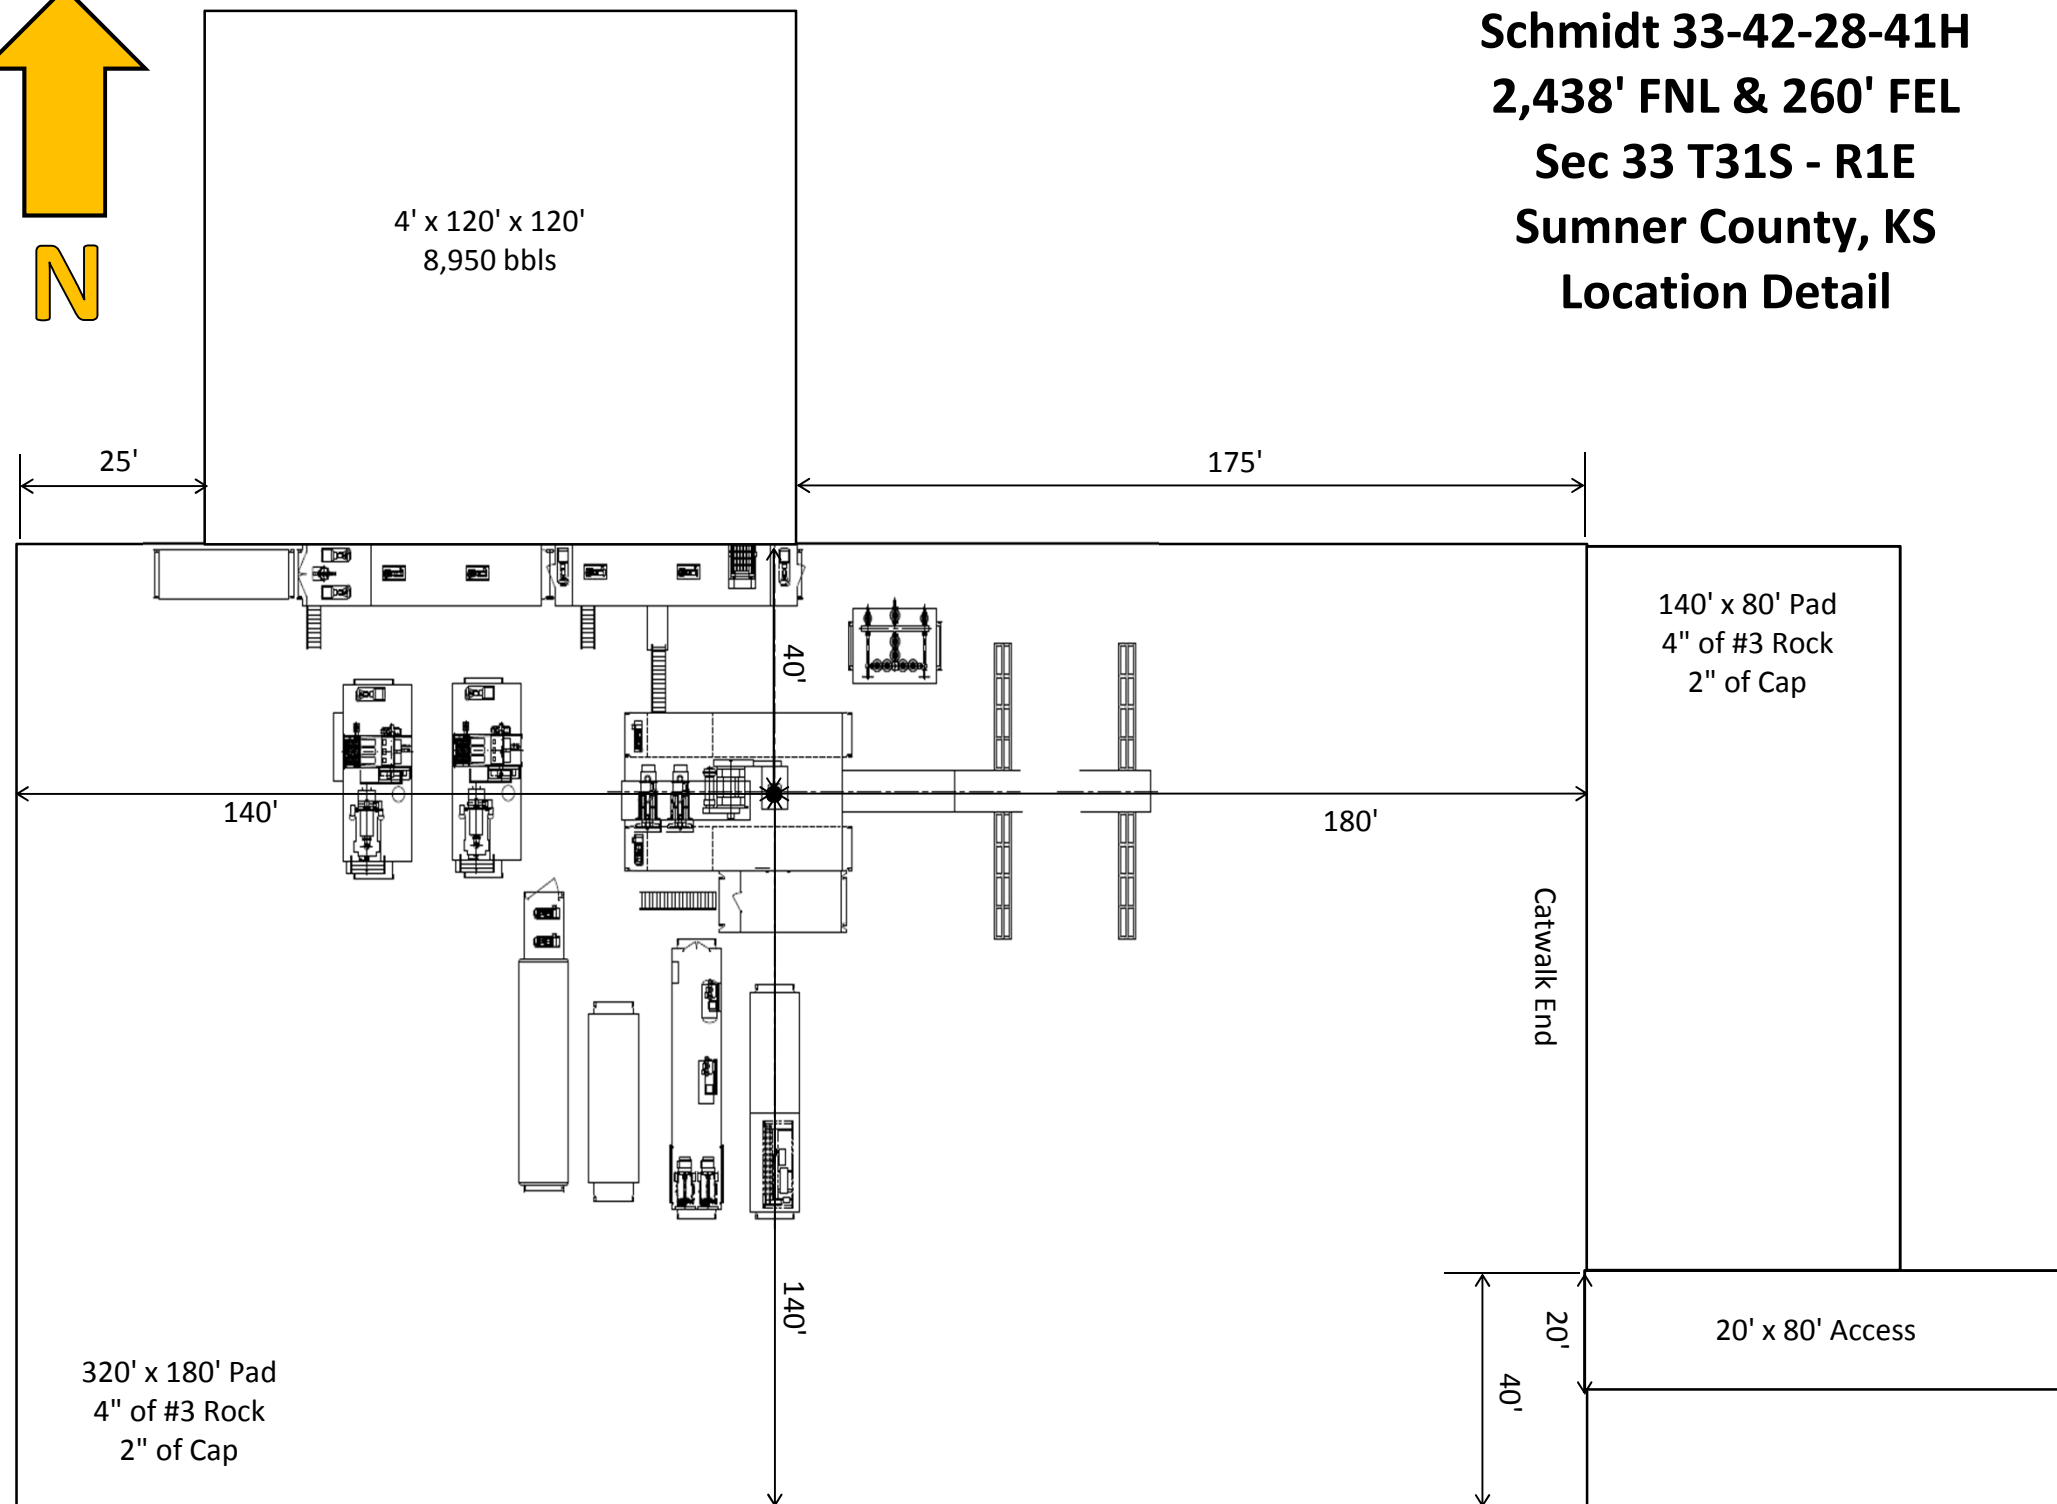 Schmidt 33-42-28-41H
2,438' FNL & 260' FEL
Sec 33 T31S - R1E
Sumner County, KS
Location Detail
N
4' x 120' x 120'
8,950 bbls
25'
175'
140' x 80' Pad
4" of #3 Rock
2" of Cap
40'
140'
180'
Catwalk End
140'
20'
20' x 80' Access
40'
320' x 180' Pad
4" of #3 Rock
2" of Cap